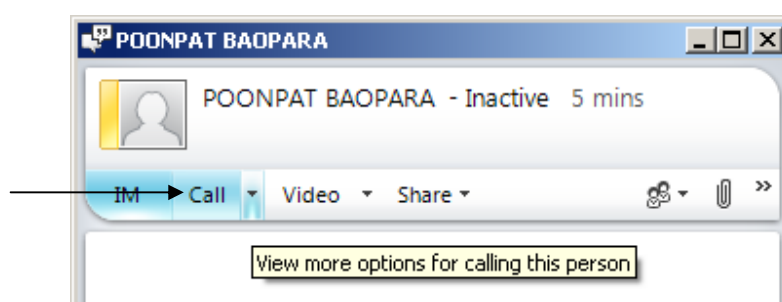 POONPAT BAOPARA
POONPAT BAOPARA - Inactive 5 mins
IM Call Video Share
View more options for calling this person